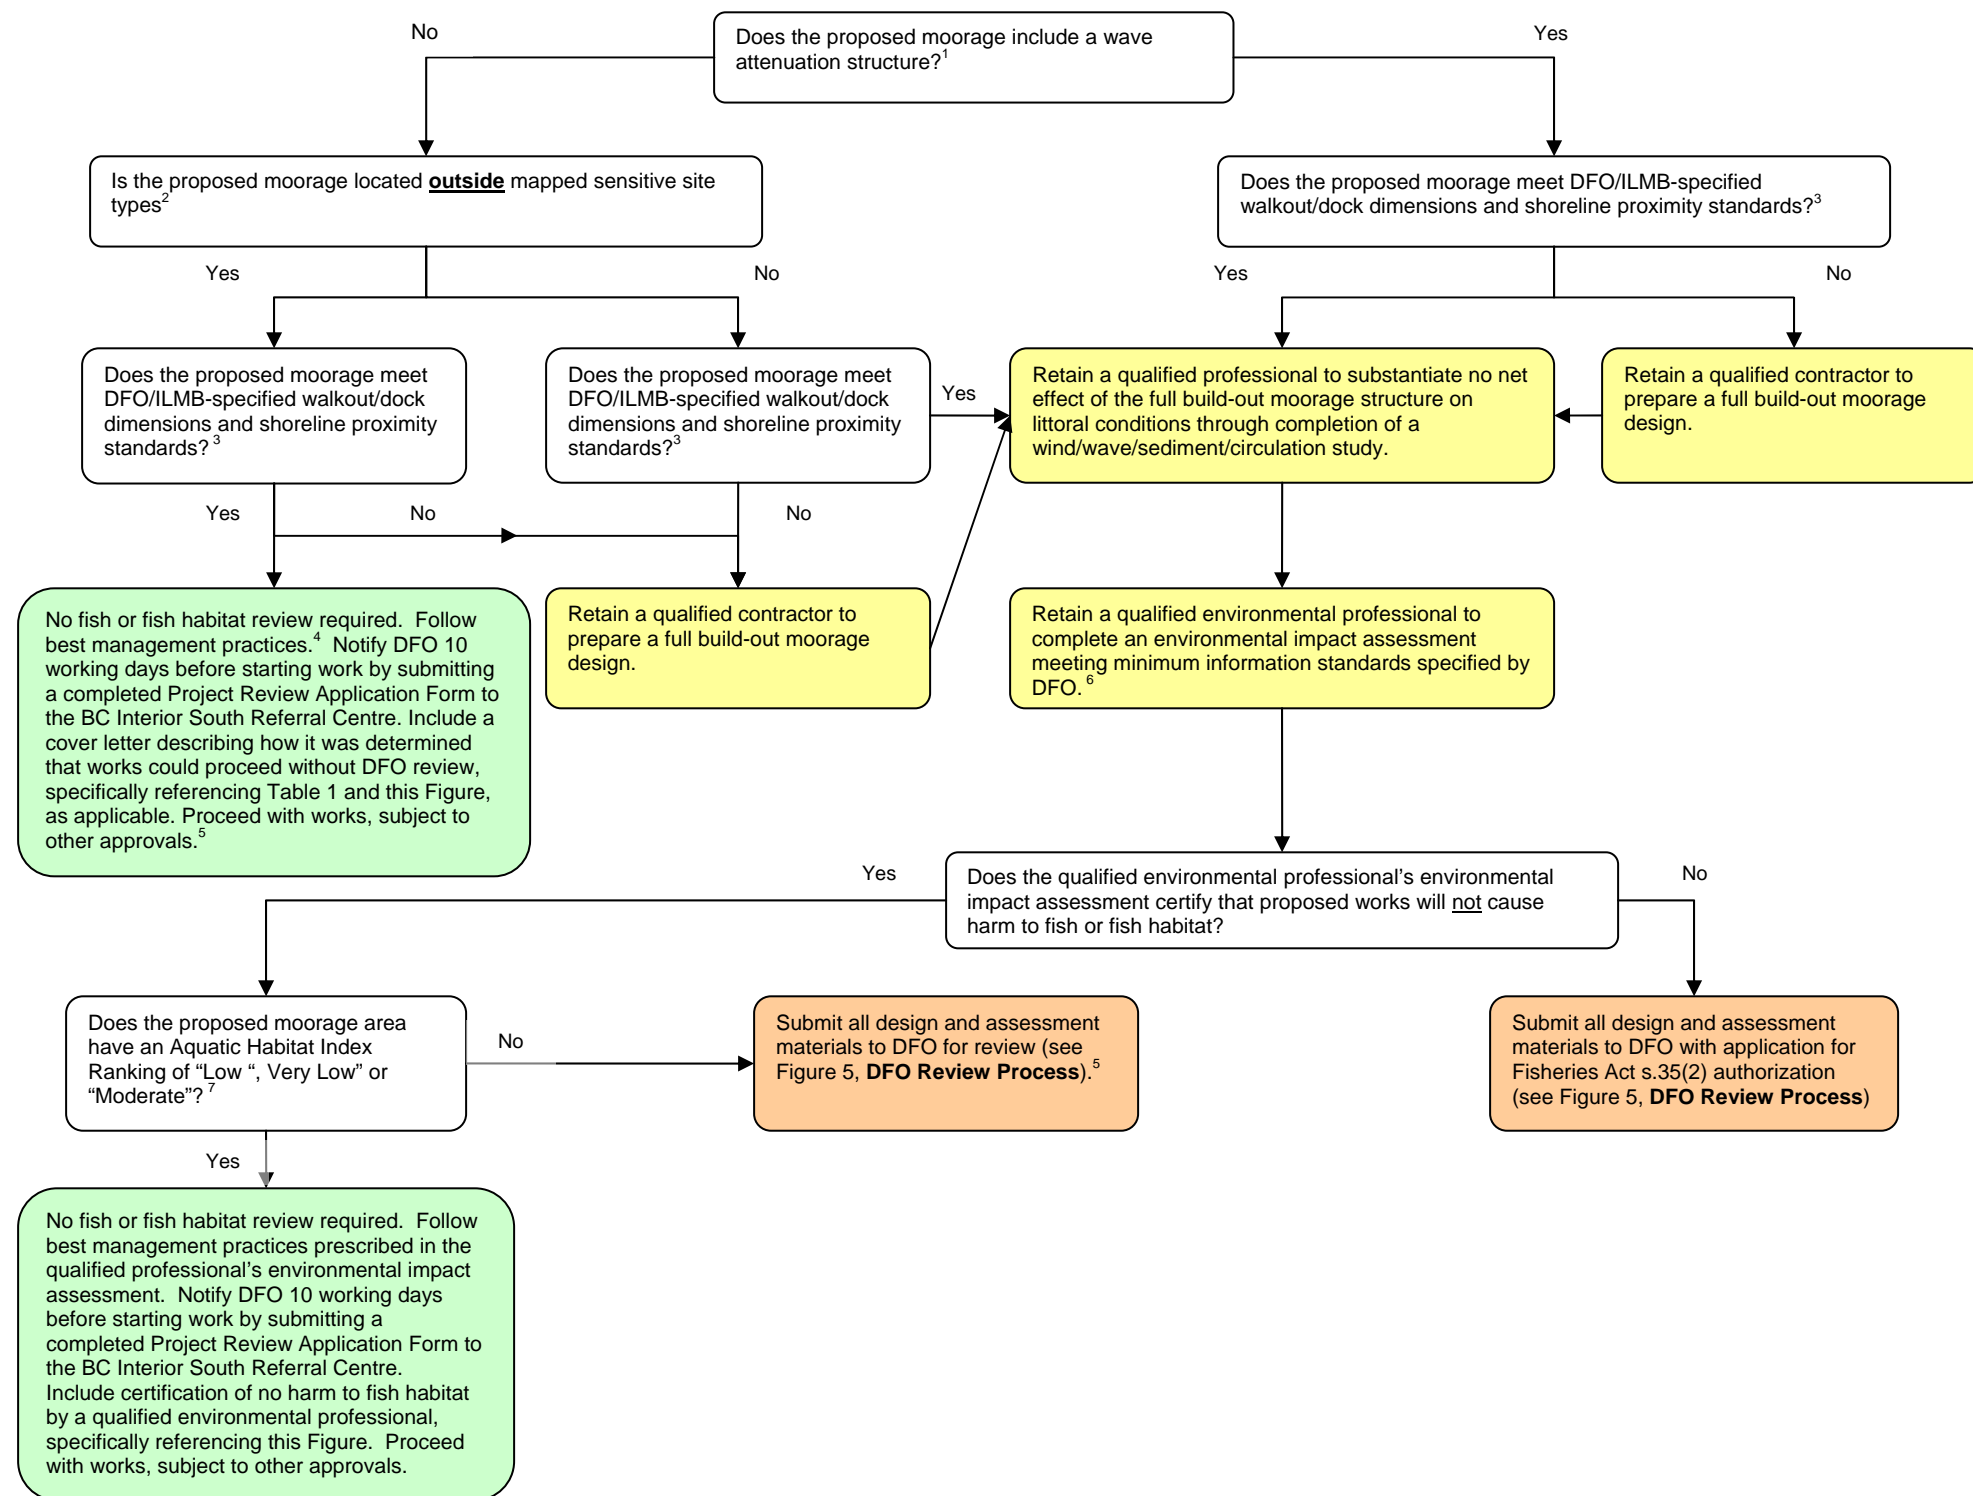 No
Does the proposed moorage include a wave
attenuation structure?1
Yes
Is the proposed moorage located outside mapped sensitive site
types2
Does the proposed moorage meet DFO/ILMB-specified
walkout/dock dimensions and shoreline proximity standards?3
Yes
No
Yes
No
Does the proposed moorage meet
DFO/ILMB-specified walkout/dock
dimensions and shoreline proximity
standards? 3
Does the proposed moorage meet
DFO/ILMB-specified walkout/dock
dimensions and shoreline proximity
standards?3
Yes
Retain a qualified professional to substantiate no net
effect of the full build-out moorage structure on
littoral conditions through completion of a
wind/wave/sediment/circulation study.
Retain a qualified contractor to
prepare a full build-out moorage
design.
Yes
No
No
No fish or fish habitat review required.  Follow
best management practices.4  Notify DFO 10
working days before starting work by submitting
a completed Project Review Application Form to
the BC Interior South Referral Centre. Include a
cover letter describing how it was determined
that works could proceed without DFO review,
specifically referencing Table 1 and this Figure,
as applicable. Proceed with works, subject to
other approvals.5
Retain a qualified contractor to
prepare a full build-out moorage
design.
Retain a qualified environmental professional to
complete an environmental impact assessment
meeting minimum information standards specified by
DFO. 6
Yes
Does the qualified environmental professional’s environmental
impact assessment certify that proposed works will not cause
harm to fish or fish habitat?
No
Does the proposed moorage area
have an Aquatic Habitat Index
Ranking of “Low “, Very Low” or
“Moderate”? 7
No
Submit all design and assessment
materials to DFO for review (see
Figure 5, DFO Review Process).5
Submit all design and assessment
materials to DFO with application for
Fisheries Act s.35(2) authorization
(see Figure 5, DFO Review Process)
Yes
No fish or fish habitat review required.  Follow
best management practices prescribed in the
qualified professional’s environmental impact
assessment.  Notify DFO 10 working days
before starting work by submitting a
completed Project Review Application Form to
the BC Interior South Referral Centre.
Include certification of no harm to fish habitat
by a qualified environmental professional,
specifically referencing this Figure.  Proceed
with works, subject to other approvals.